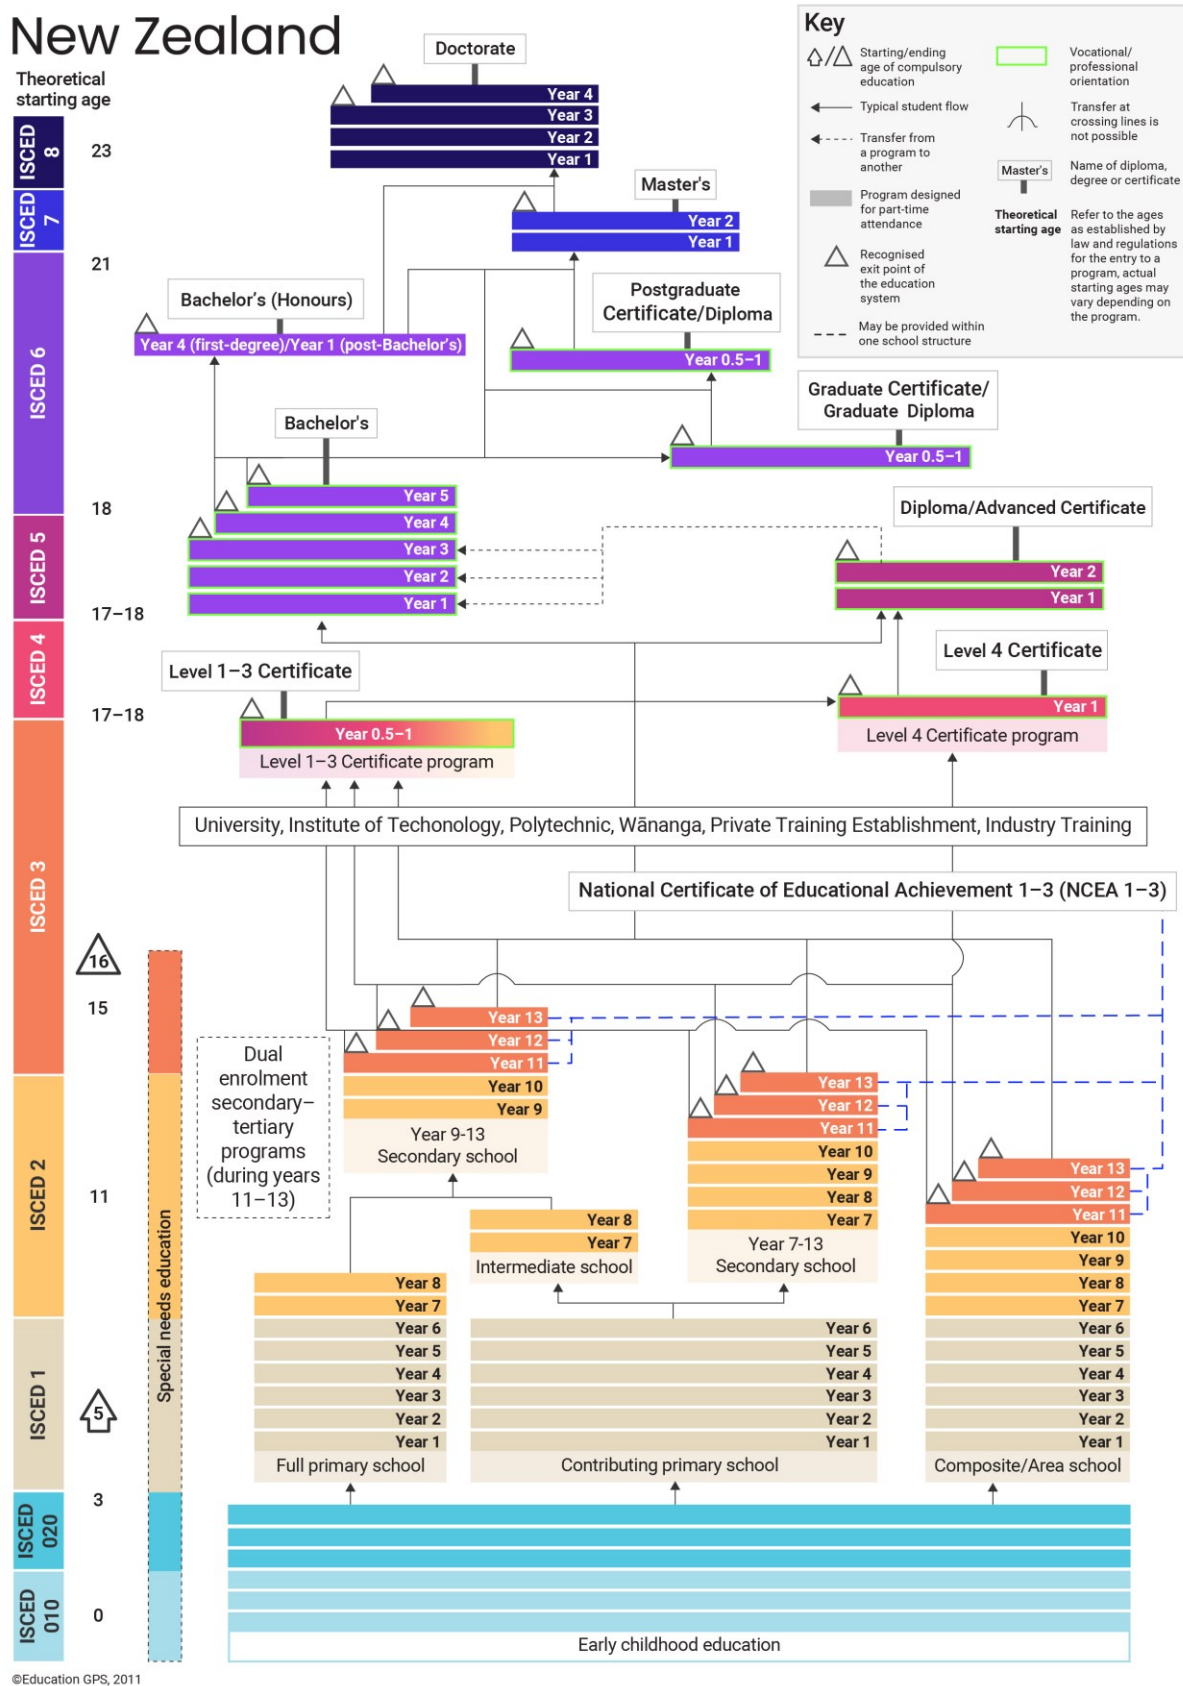 New Zealand
Theoretical
starting age
Key
Starting/ending
age of compulsory
education
Typical student flow
Transfer from
a program to
another
Program designed
for part-time
attendance
Recognised
exit point of
the education
system
May be provided within
one school structure
Vocational/
professional
orientation
Transfer at
crossing lines is
not possible
Master's
Name of diploma,
degree or certificate
Theoretical
starting age
Refer to the ages
as established by
law and regulations
for the entry to a
program, actual
starting ages may
vary depending on
the program.
ISCED
8
23
Doctorate
Year 4
Year 3
Year 2
Year 1
ISCED
7
Master's
Year 2
Year 1
21
ISCED 6
Bachelor's (Honours)
Year 4 (first-degree)/Year 1 (post-Bachelor's)
Postgraduate
Certificate/Diploma
Year 0.5–1
Graduate Certificate/
Graduate Diploma
Year 0.5–1
Bachelor's
Year 5
Year 4
Year 3
Year 2
Year 1
18
ISCED 5
Diploma/Advanced Certificate
Year 2
Year 1
17–18
ISCED 4
Level 1–3 Certificate
Year 0.5–1
Level 1–3 Certificate program
Level 4 Certificate
Year 1
Level 4 Certificate program
17–18
University, Institute of Techonology, Polytechnic, Wānanga, Private Training Establishment, Industry Training
National Certificate of Educational Achievement 1–3 (NCEA 1–3)
ISCED 3
16
15
Dual
enrolment
secondary–
tertiary
programs
(during years
11–13)
Year 13
Year 12
Year 11
Year 10
Year 9
Year 9-13
Secondary school
Year 13
Year 12
Year 11
Year 10
Year 9
Year 8
Year 7
Year 7-13
Secondary school
Year 13
Year 12
Year 11
Year 10
Year 9
Year 8
Year 7
Year 6
Year 5
Year 4
Year 3
Year 2
Year 1
Composite/Area school
ISCED 2
11
Special needs education
Year 8
Year 7
Intermediate school
Year 8
Year 7
Year 6
Year 5
Year 4
Year 3
Year 2
Year 1
Full primary school
Year 6
Year 5
Year 4
Year 3
Year 2
Year 1
Contributing primary school
ISCED 1
5
3
ISCED
020
ISCED
010
0
Early childhood education
©Education GPS, 2011